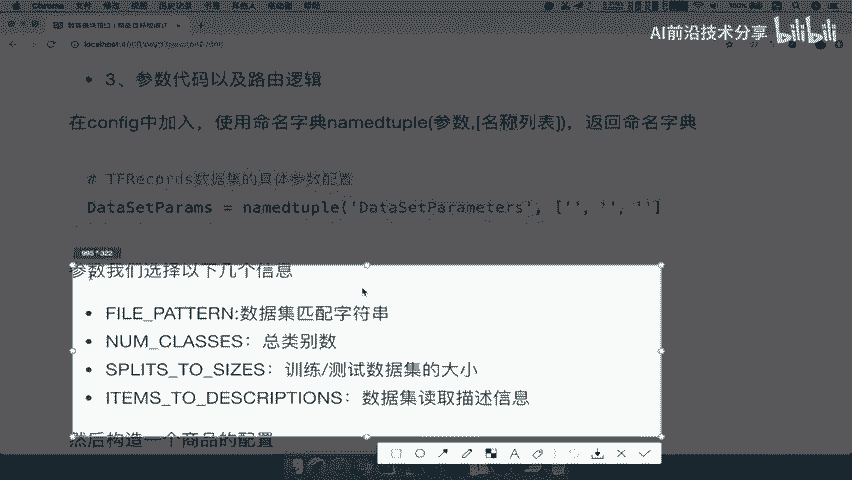 AI前沿技术分享 bilibili
• 3、参数代码以及路由逻辑
在config中加入，使用命名字典namedtuple(参数,[名称列表])，返回命名字典
# TFRecords数据集的具体参数配置
DataSetParams = namedtuple('DataSetParameters', ['', '', '']
参数我们选择以下几个信息
• FILE_PATTERN:数据集匹配字符串
• NUM_CLASSES：总类别数
• SPLITS_TO_SIZES：训练/测试数据集的大小
• ITEMS_TO_DESCRIPTIONS：数据集读取描述信息
然后构造一个商品的配置